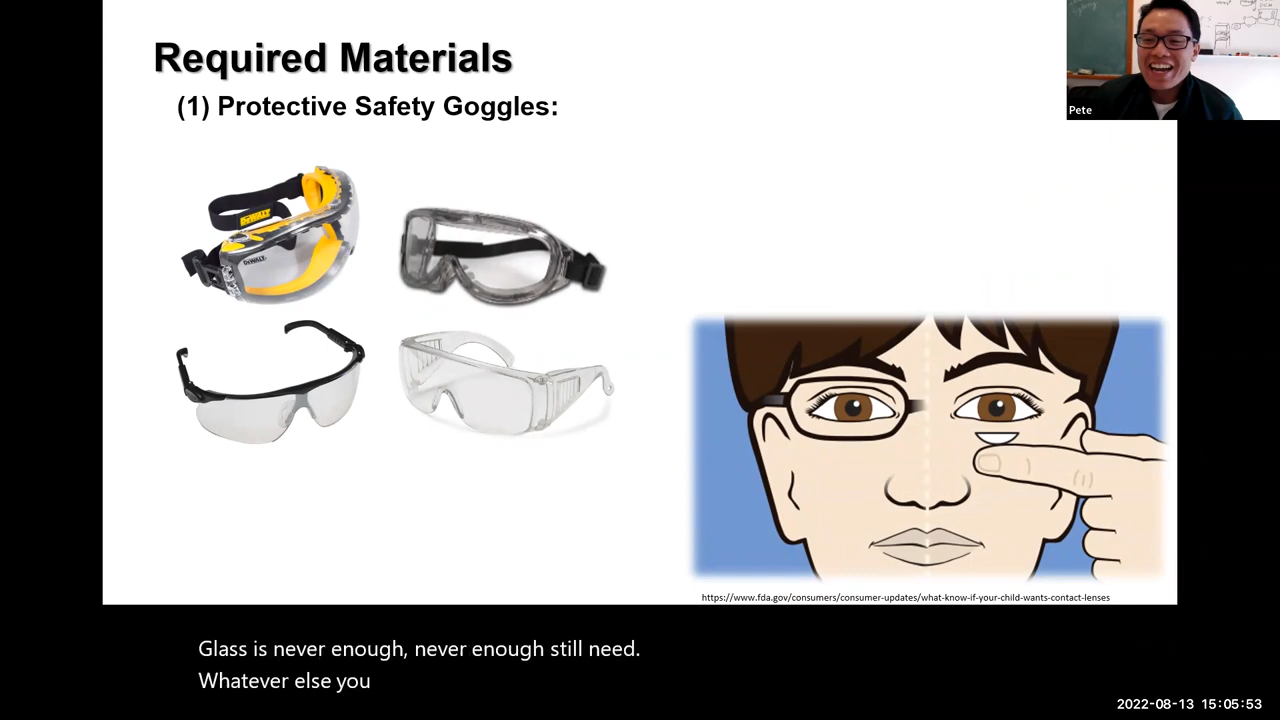 Required Materials
(1) Protective Safety Goggles:
Pete
DEWALT
DEWALT
https://www.fda.gov/consumers/consumer-updates/what-know-if-your-child-wants-contact-lenses
Glass is never enough, never enough still need.
Whatever else you
2022-08-13 15:05:53